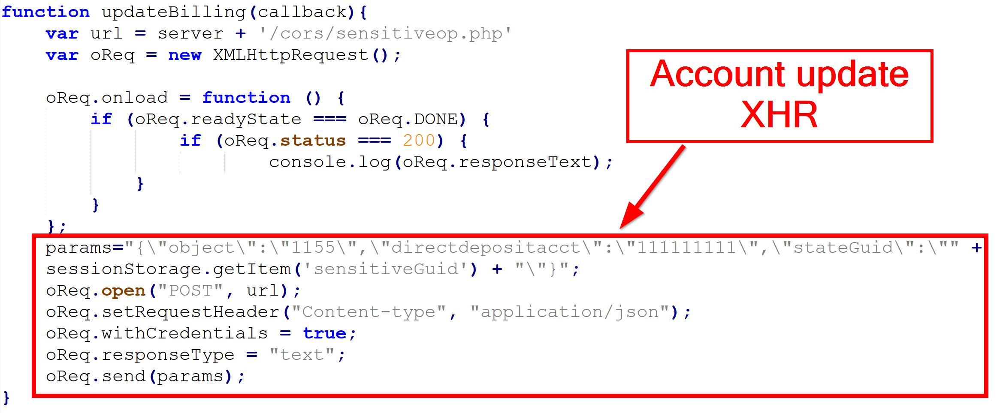 function updateBilling(callback){
var url = server + '/cors/sensitiveop.php'
var oReq = new XMLHttpRequest();
oReq.onload = function () {
if (oReq.readyState === oReq.DONE) {
if (oReq.status === 200) {
console.log(oReq.responseText);
}
}
};
Account update
XHR
params="{\"object\":\"1155\",\"directdepositacct\":\"111111111\",\"stateGuid\":\"" +
sessionStorage.getItem('sensitiveGuid') + "\"}";
oReq.open("POST", url);
oReq.setRequestHeader("Content-type", "application/json");
oReq.withCredentials = true;
oReq.responseType = "text";
oReq.send(params);
}